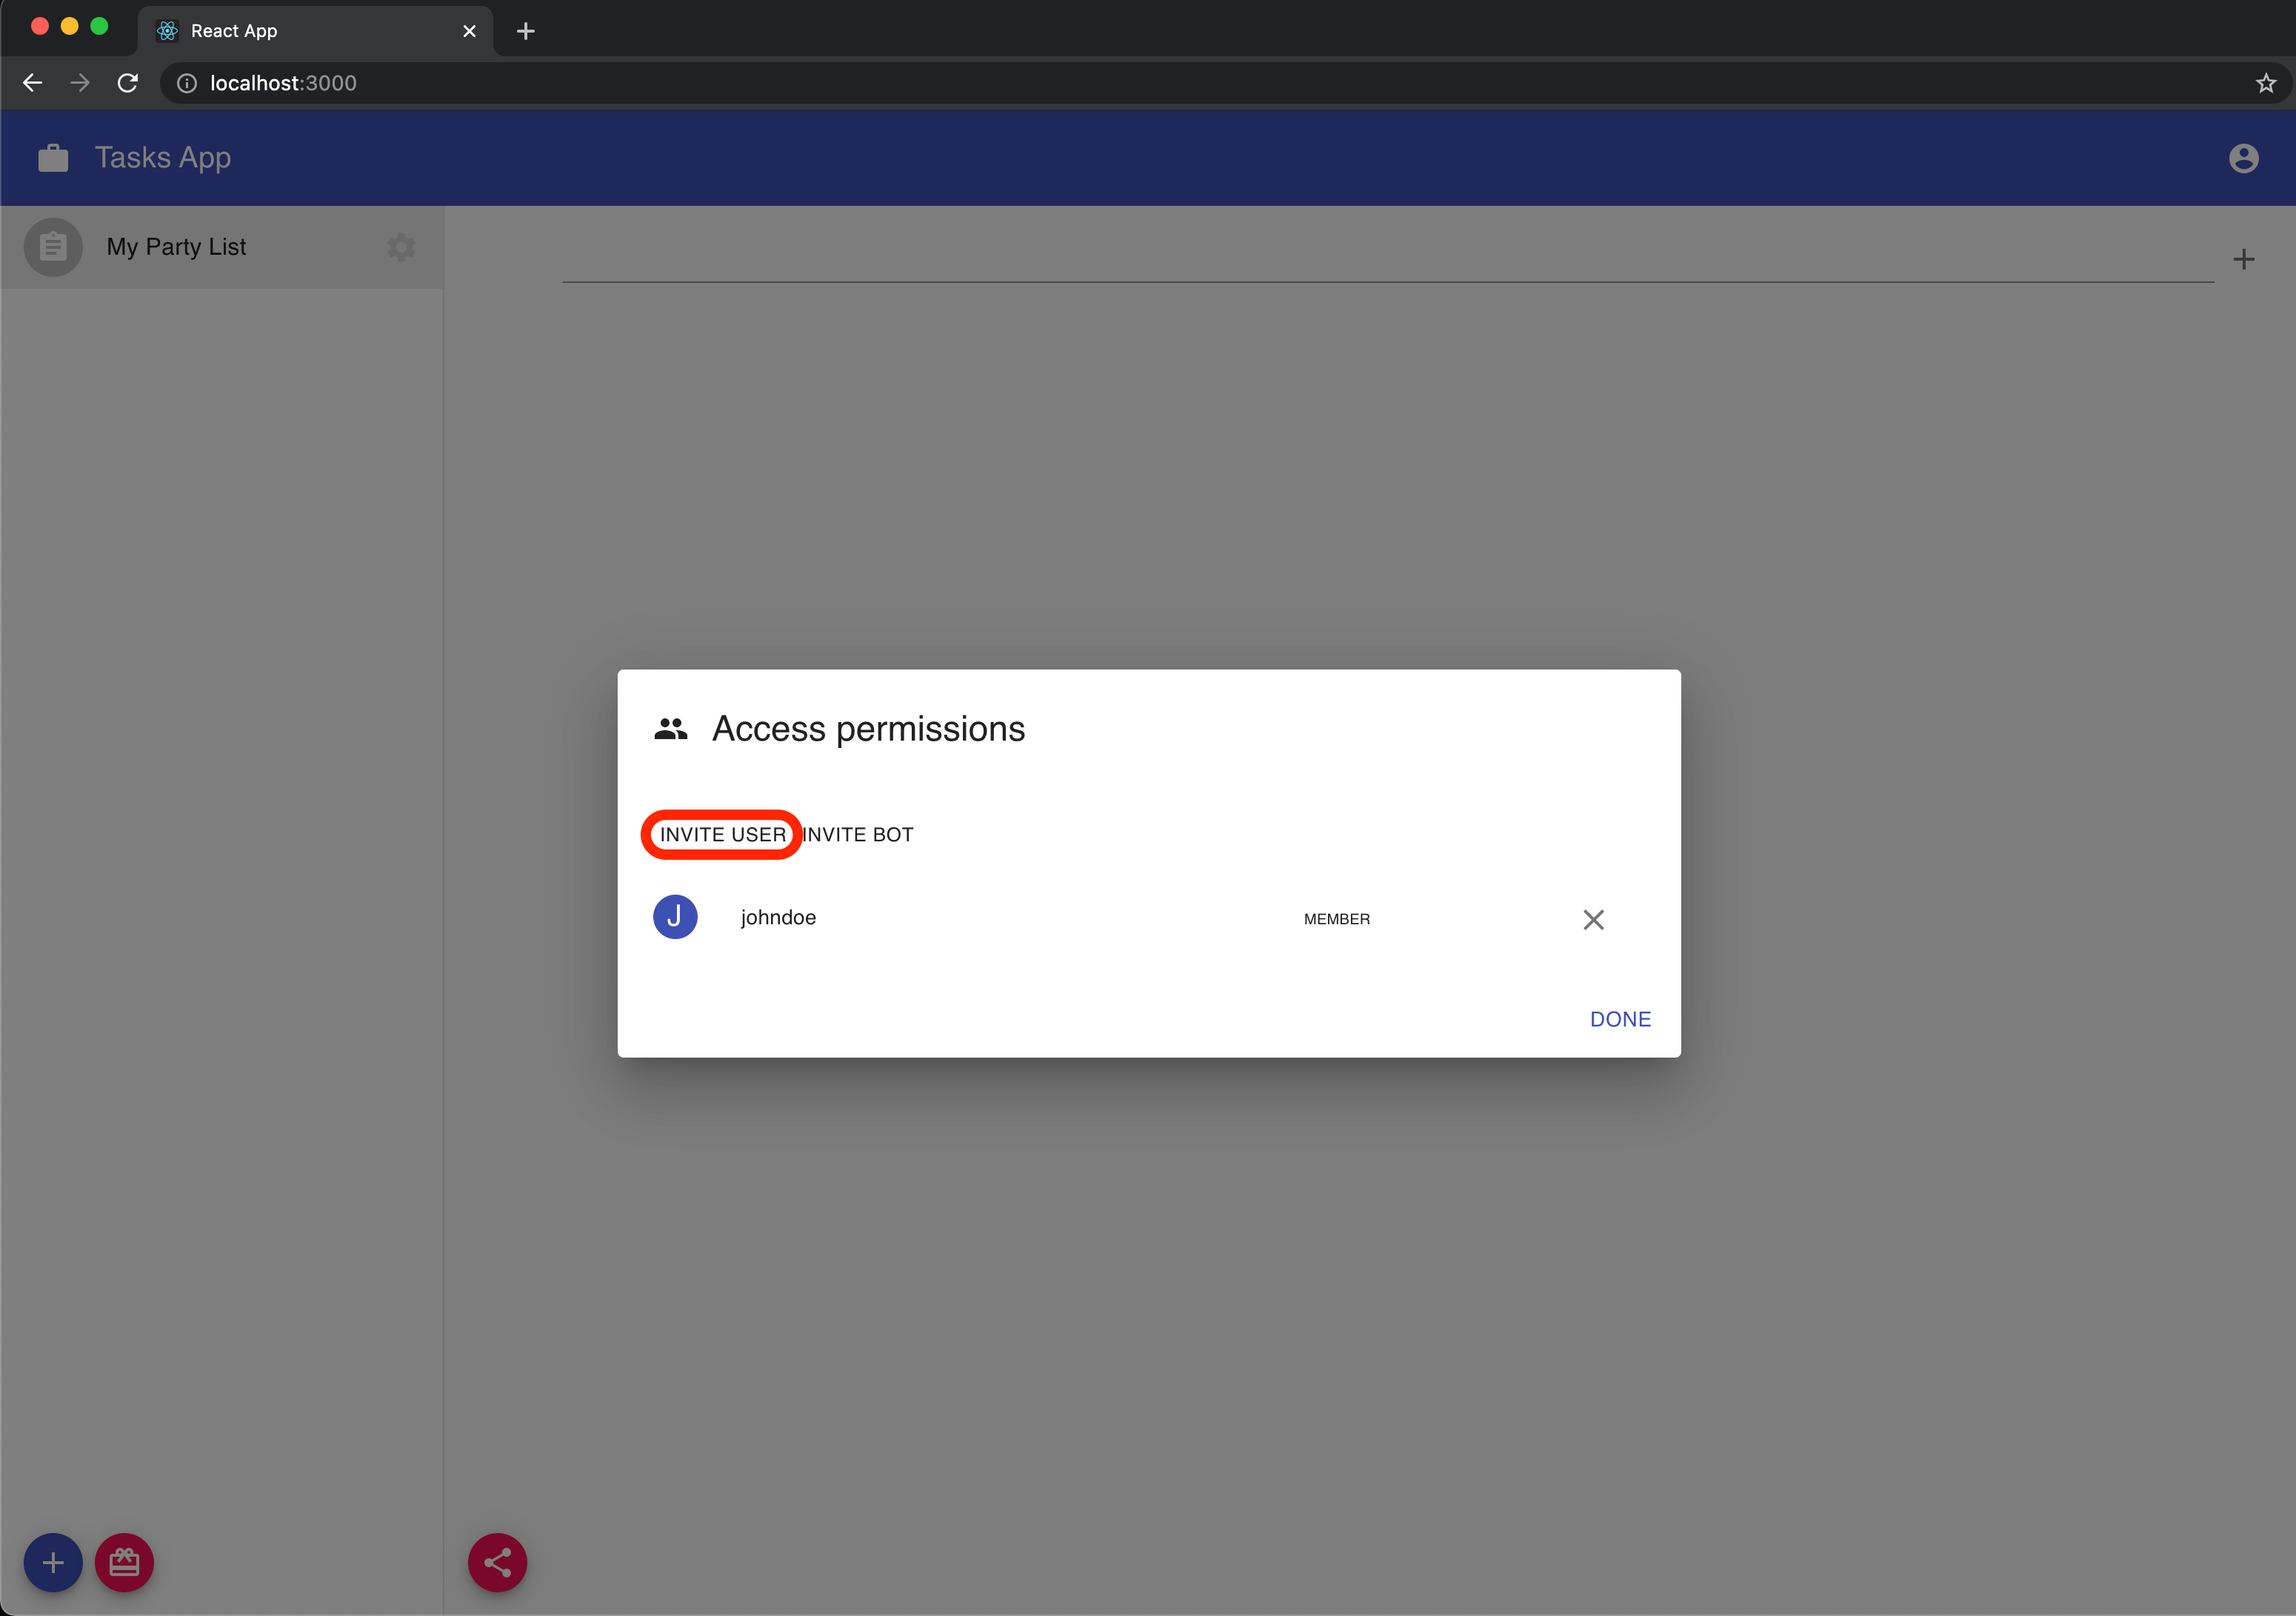 React App
localhost:3000
Tasks App
My Party List
Access permissions
INVITE USER INVITE BOT
J johndoe MEMBER
DONE